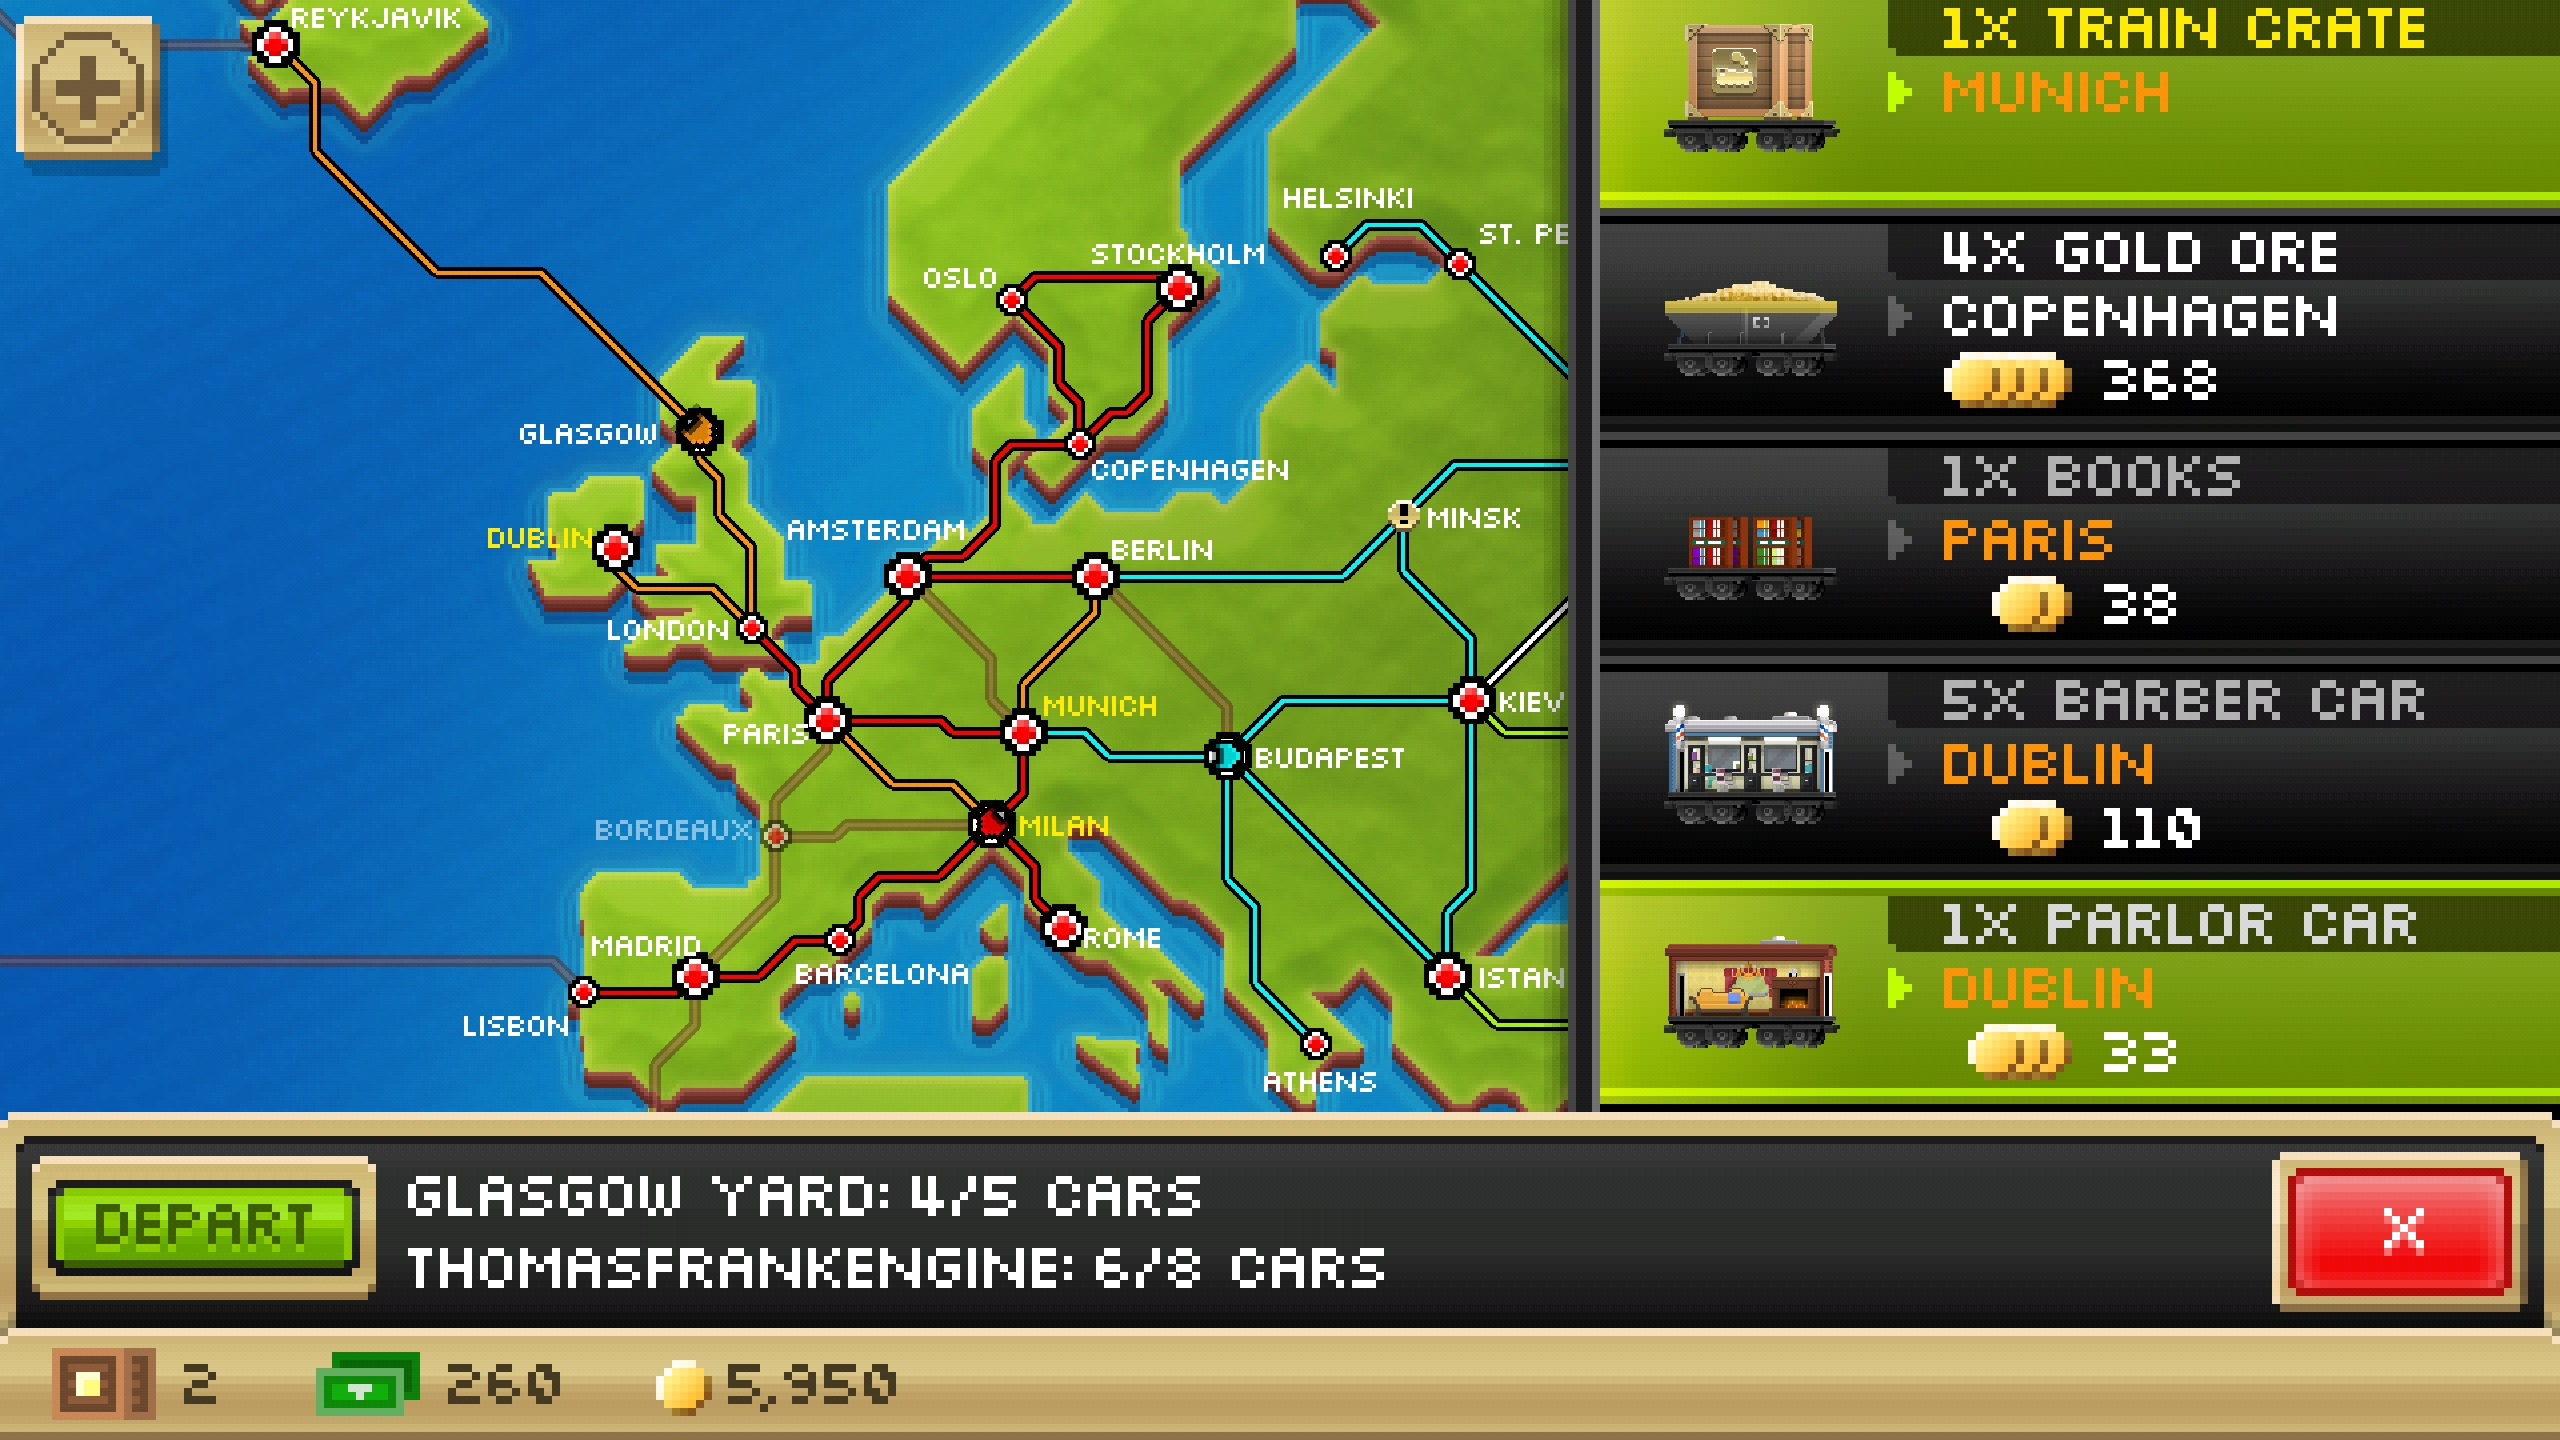 REYKJAVIK
HELSINKI
ST. PE
STOCKHOLM
OSLO
GLASGOW
COPENHAGEN
AMSTERDAM
MINSK
DUBLIN
BERLIN
LONDON
MUNICH
KIEV
PARIS
BUDAPEST
BORDEAUX
MILAN
ROME
MADRID
BARCELONA
ISTAN
LISBON
ATHENS
1X TRAIN CRATE
MUNICH
4X GOLD ORE
COPENHAGEN
368
1X BOOKS
PARIS
38
5X BARBER CAR
DUBLIN
110
1X PARLOR CAR
DUBLIN
33
DEPART
GLASGOW YARD: 4/5 CARS
THOMASFRANKENGINE: 6/8 CARS
X
2
260
5,950